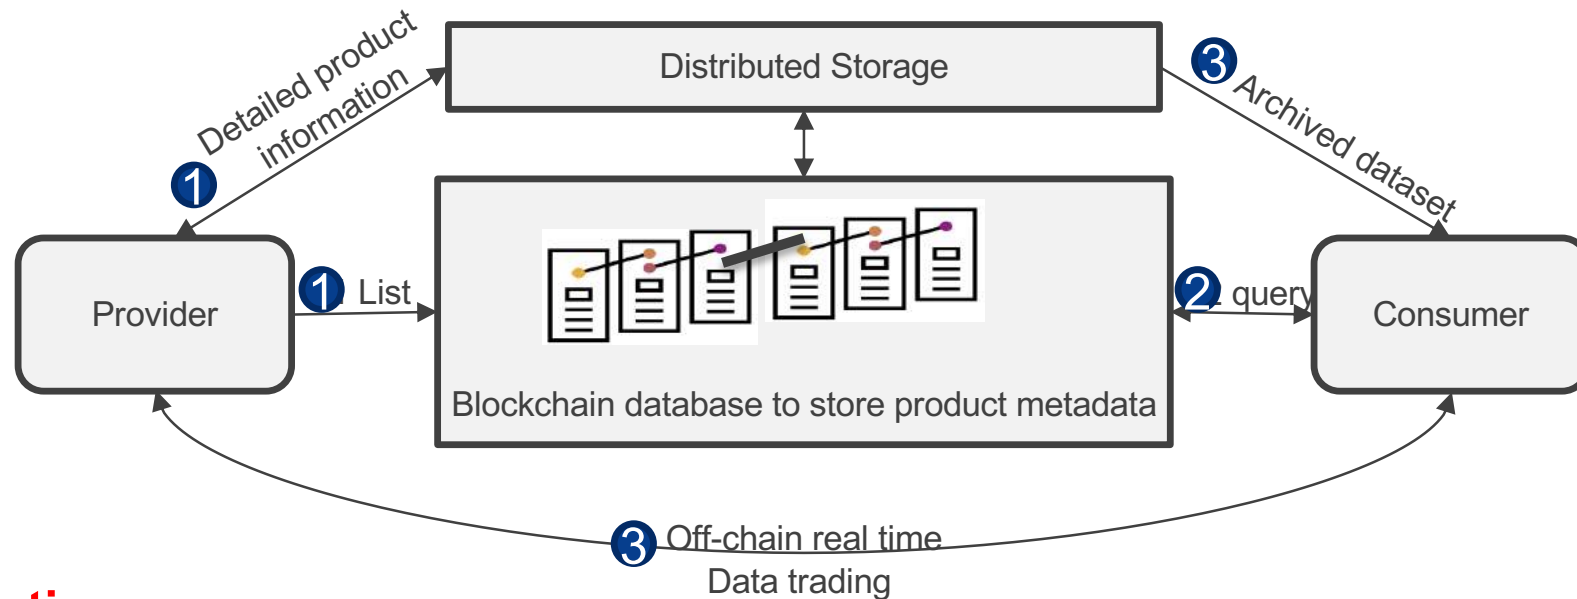 Detailed product
information
1
Distributed Storage
3
Archived dataset
Provider
1 List
2 query
Consumer
Blockchain database to store product metadata
3 Off-chain real time
Data trading